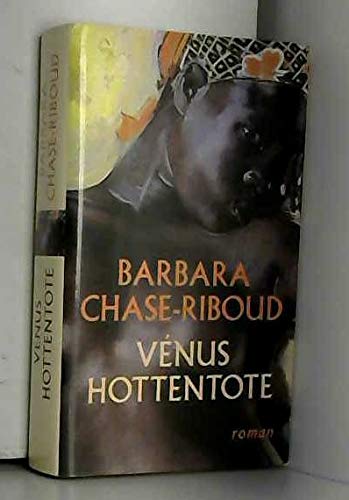 BARBARA
CHASE-RIBOUD
VÉNUS
HOTTENTOTE
BARBARA
CHASE-RIBOUD
VÉNUS
HOTTENTOTE
roman